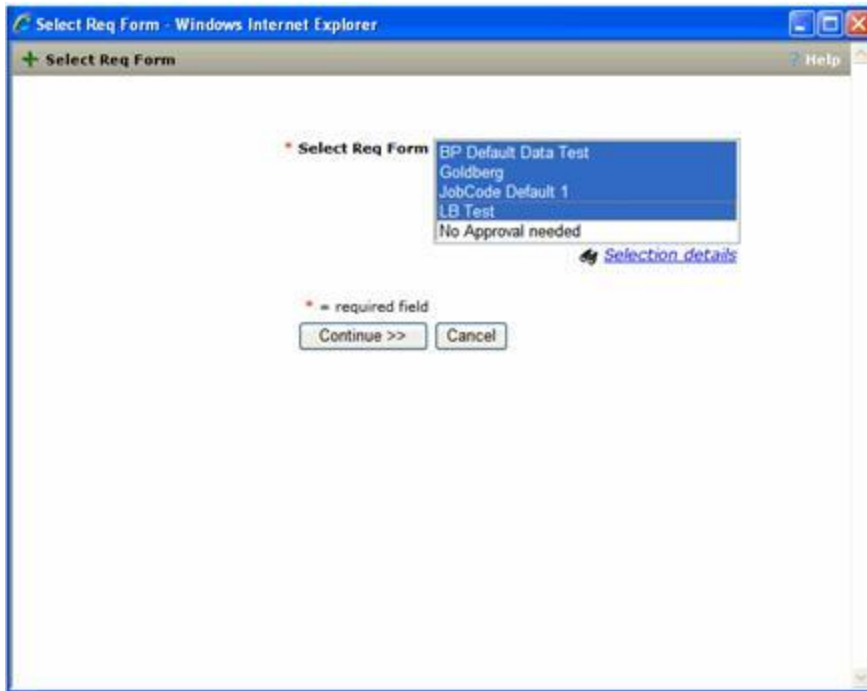 Select Req Form - Windows Internet Explorer
Select Req Form
? Help
* Select Req Form
BP Default Data Test
Goldberg
JobCode Default 1
LB Test
No Approval needed
Selection details
* = required field
Continue >> Cancel